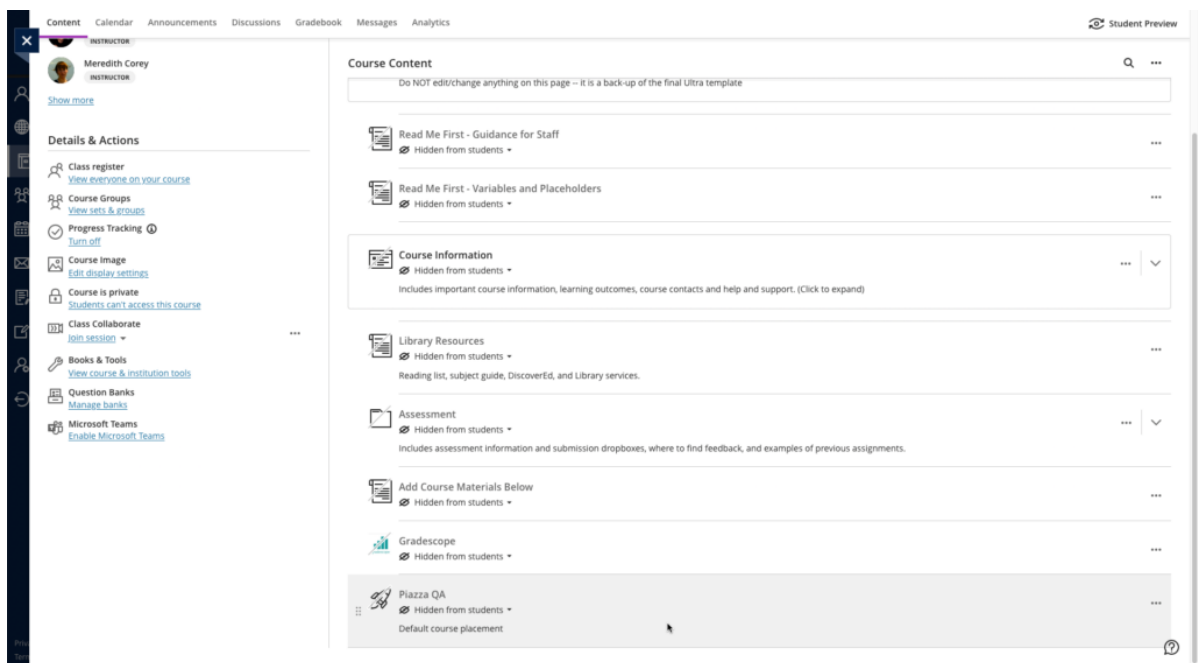 Content Calendar Announcements Discussions Gradebook Messages Analytics
Student Preview
INSTRUCTOR
Meredith Corey
INSTRUCTOR
Show more
Details & Actions
Class register
View everyone on your course
Course Groups
View sets & groups
Progress Tracking
Turn off
Course Image
Edit display settings
Course is private
Students can't access this course
Class Collaborate
Join session
Books & Tools
View course & institution tools
Question Banks
Manage banks
Microsoft Teams
Enable Microsoft Teams
Course Content
Do NOT edit/change anything on this page -- it is a back-up of the final Ultra template
Read Me First - Guidance for Staff
Hidden from students
Read Me First - Variables and Placeholders
Hidden from students
Course Information
Hidden from students
Includes important course information, learning outcomes, course contacts and help and support. (Click to expand)
Library Resources
Hidden from students
Reading list, subject guide, DiscoverEd, and Library services.
Assessment
Hidden from students
Includes assessment information and submission dropboxes, where to find feedback, and examples of previous assignments.
Add Course Materials Below
Hidden from students
Gradescope
Hidden from students
Piazza QA
Hidden from students
Default course placement